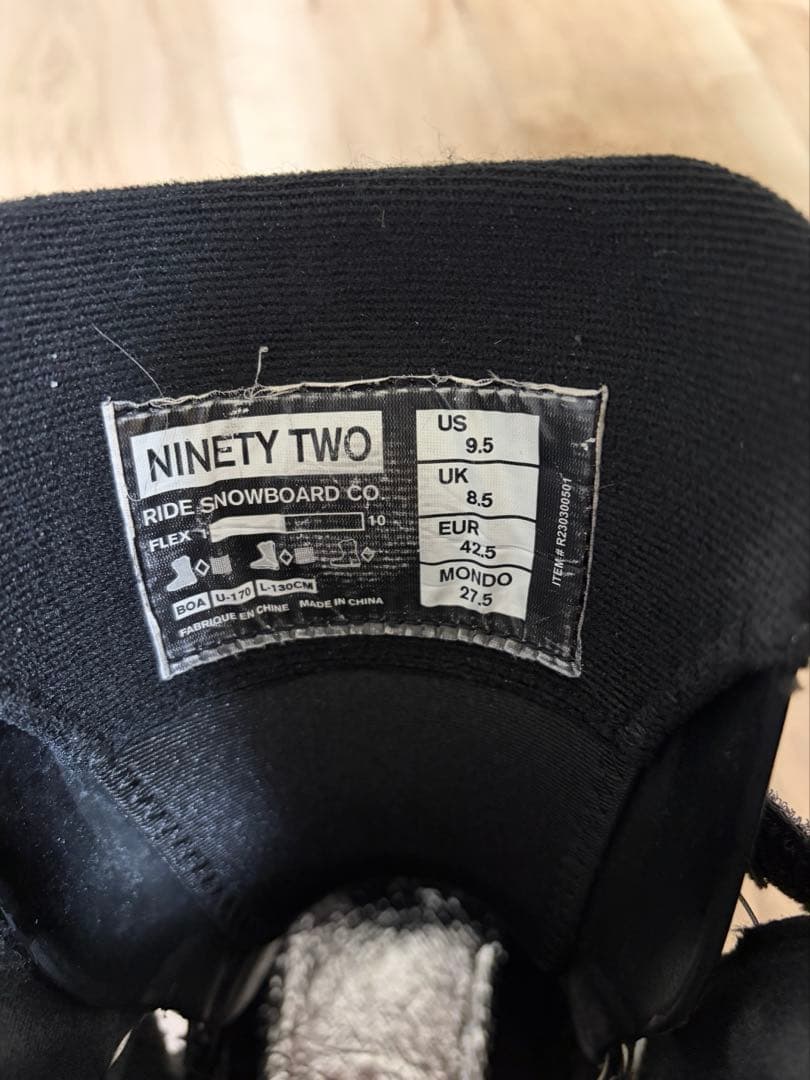 NINETY TWO
RIDE SNOWBOARD CO.
FLEX 1 10
BOA U-170 L-130CM
FABRIQUE EN CHINE MADE IN CHINA
US
9.5
UK
8.5
EUR
42.5
MONDO
27.5
ITEM # R230300501